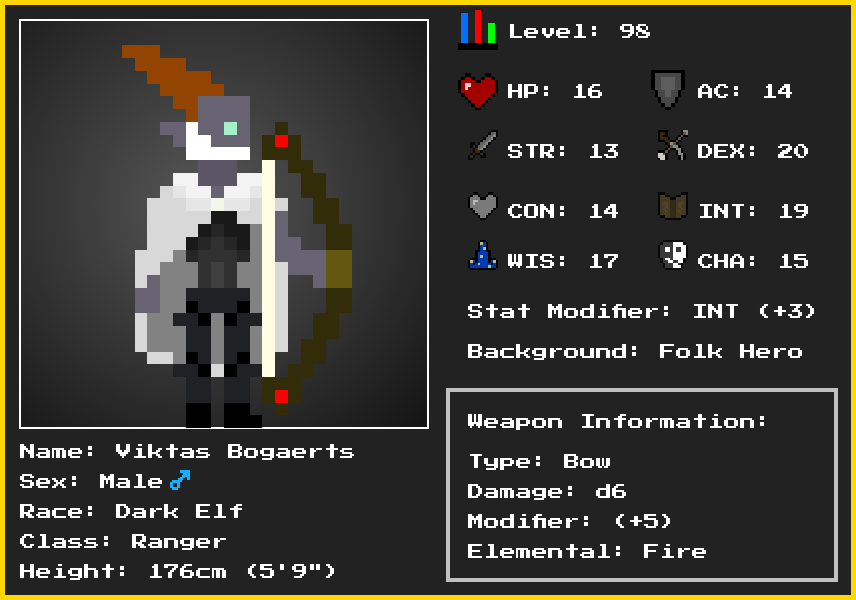 Level: 98
HP: 16
AC: 14
STR: 13
DEX: 20
CON: 14
INT: 19
WIS: 17
CHA: 15
Stat Modifier: INT (+3)
Background: Folk Hero
Name: Viktas Bogaerts
Sex: Male ♂
Race: Dark Elf
Class: Ranger
Height: 176cm (5'9")
Weapon Information:
Type: Bow
Damage: d6
Modifier: (+5)
Elemental: Fire